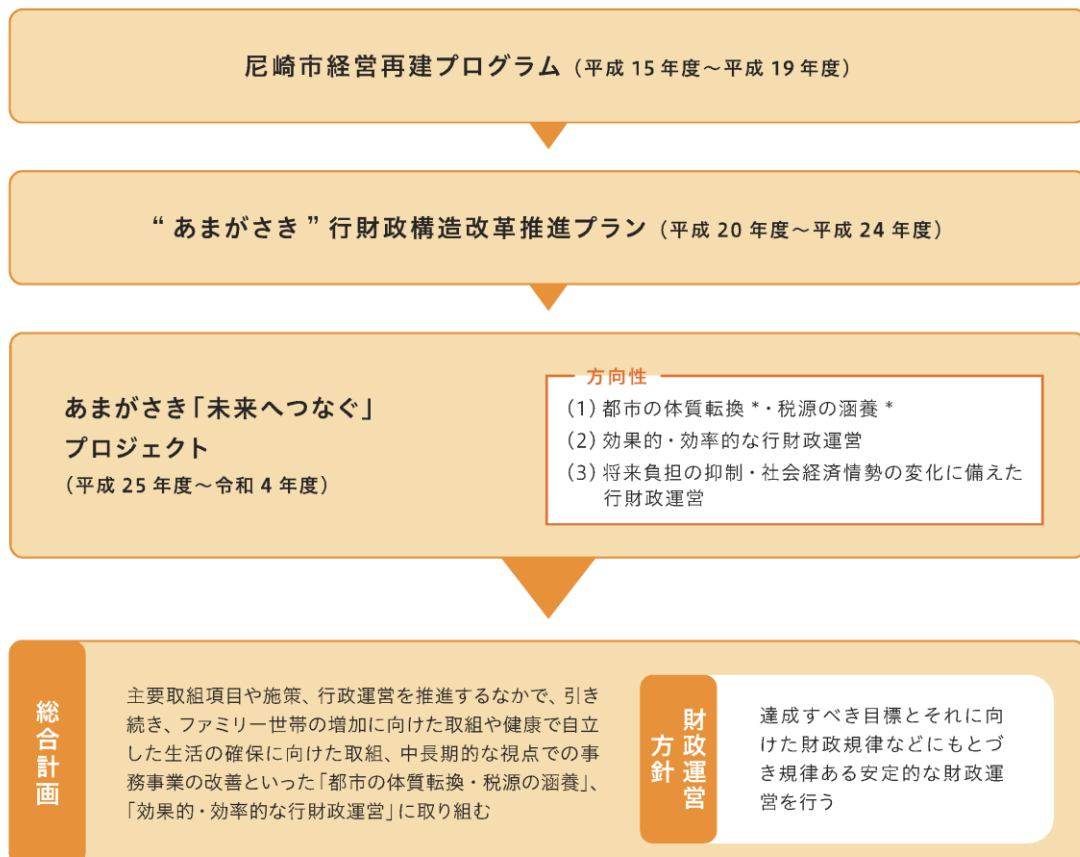 尼崎市経営再建プログラム（平成 15 年度～平成 19 年度）
“ あまがさき ” 行財政構造改革推進プラン（平成 20 年度～平成 24 年度）
あまがさき「未来へつなぐ」
プロジェクト
（平成 25 年度～令和 4 年度）
方向性
（1）都市の体質転換 *・税源の涵養 *
（2）効果的・効率的な行財政運営
（3）将来負担の抑制・社会経済情勢の変化に備えた
行財政運営
総合計画
主要取組項目や施策、行政運営を推進するなかで、引き
続き、ファミリー世帯の増加に向けた取組や健康で自立
した生活の確保に向けた取組、中長期的な視点での事
務事業の改善といった「都市の体質転換・税源の涵養」、
「効果的・効率的な行財政運営」に取り組む
財政運営
方針
達成すべき目標とそれに向
けた財政規律などにもとづ
き規律ある安定的な財政運
営を行う